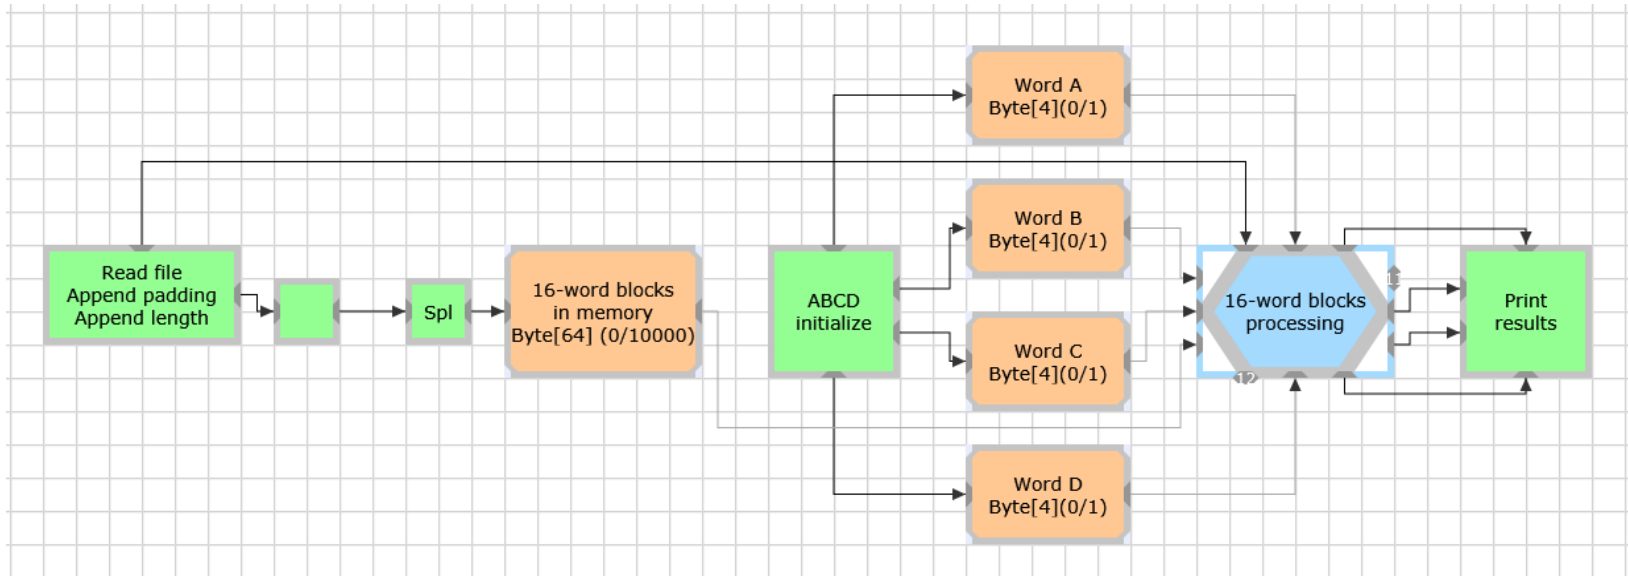 Read file
Append padding
Append length
Spl
16-word blocks
in memory
Byte[64] (0/10000)
ABCD
initialize
Word A
Byte[4](0/1)
Word B
Byte[4](0/1)
Word C
Byte[4](0/1)
Word D
Byte[4](0/1)
16-word blocks
processing
11
12
Print
results